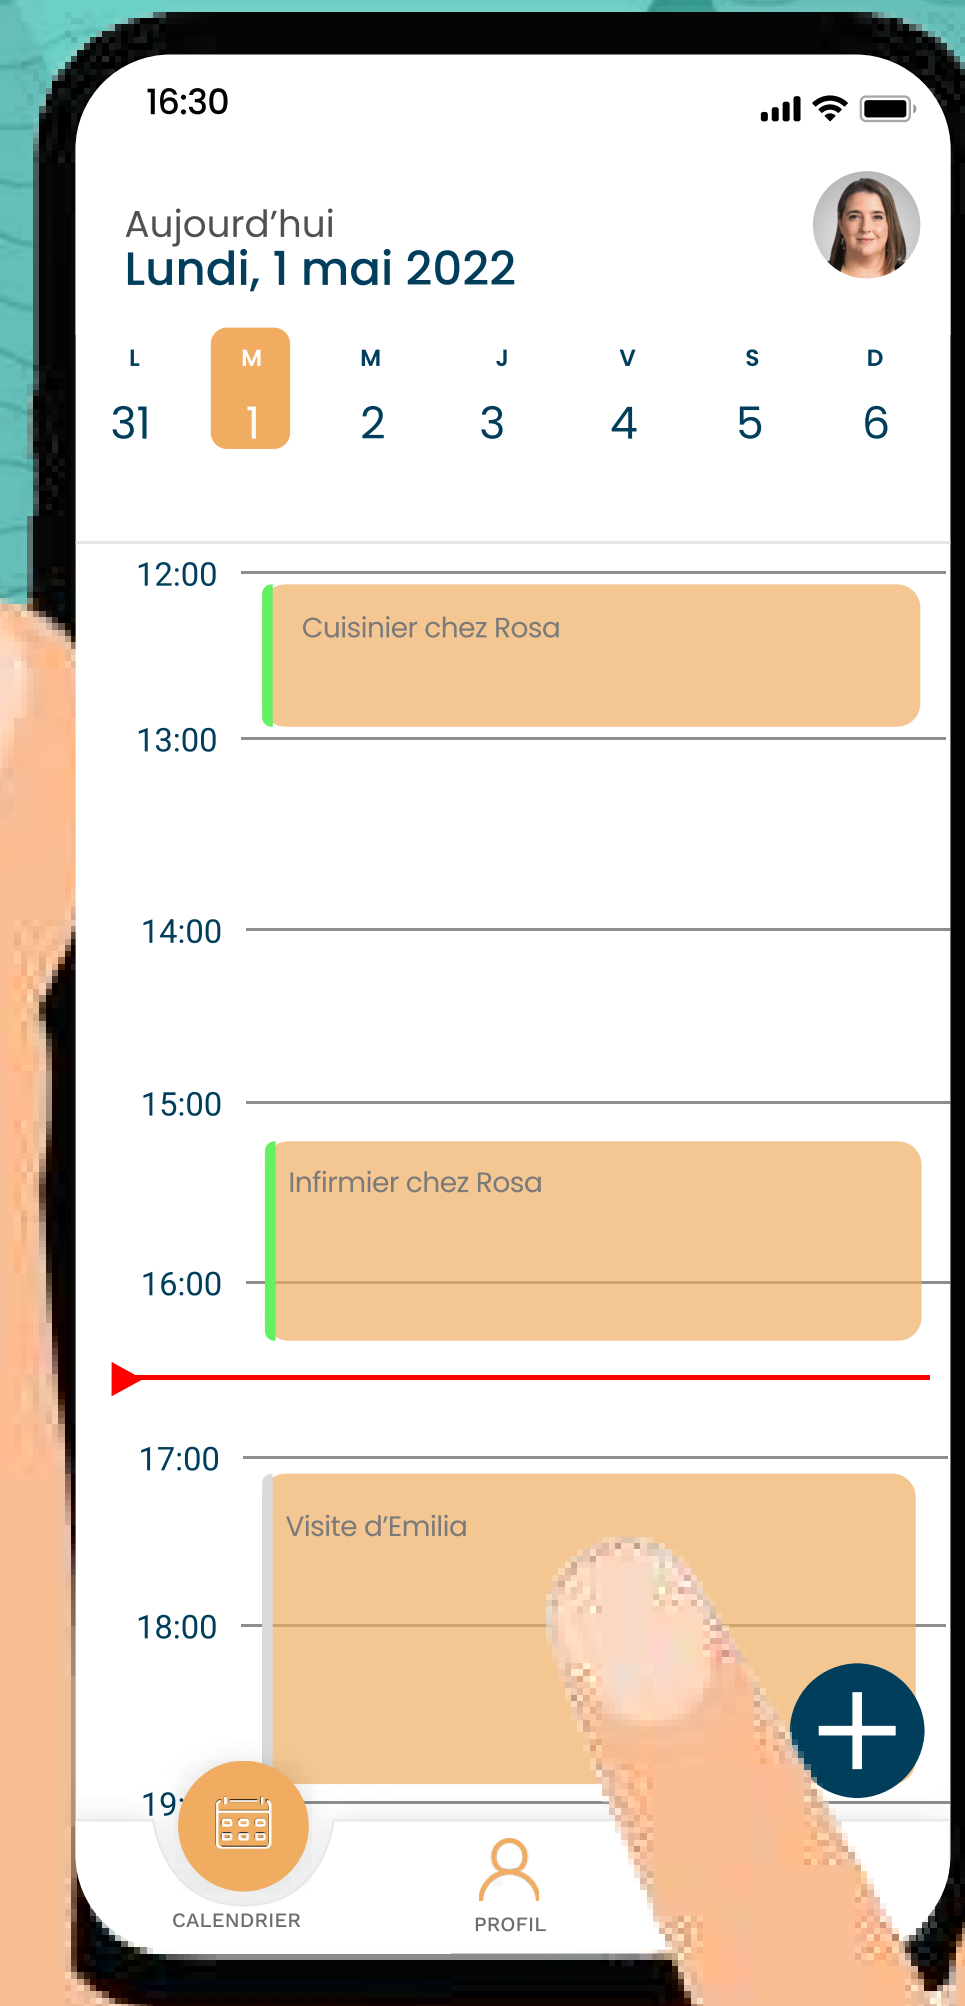 16:30
Aujourd’hui
Lundi, 1 mai 2022
L M M J V S D
31 1 2 3 4 5 6
12:00
Cuisinier chez Rosa
13:00
14:00
15:00
Infirmier chez Rosa
16:00
17:00
Visite d’Emilia
18:00
19:
CALENDRIER
PROFIL